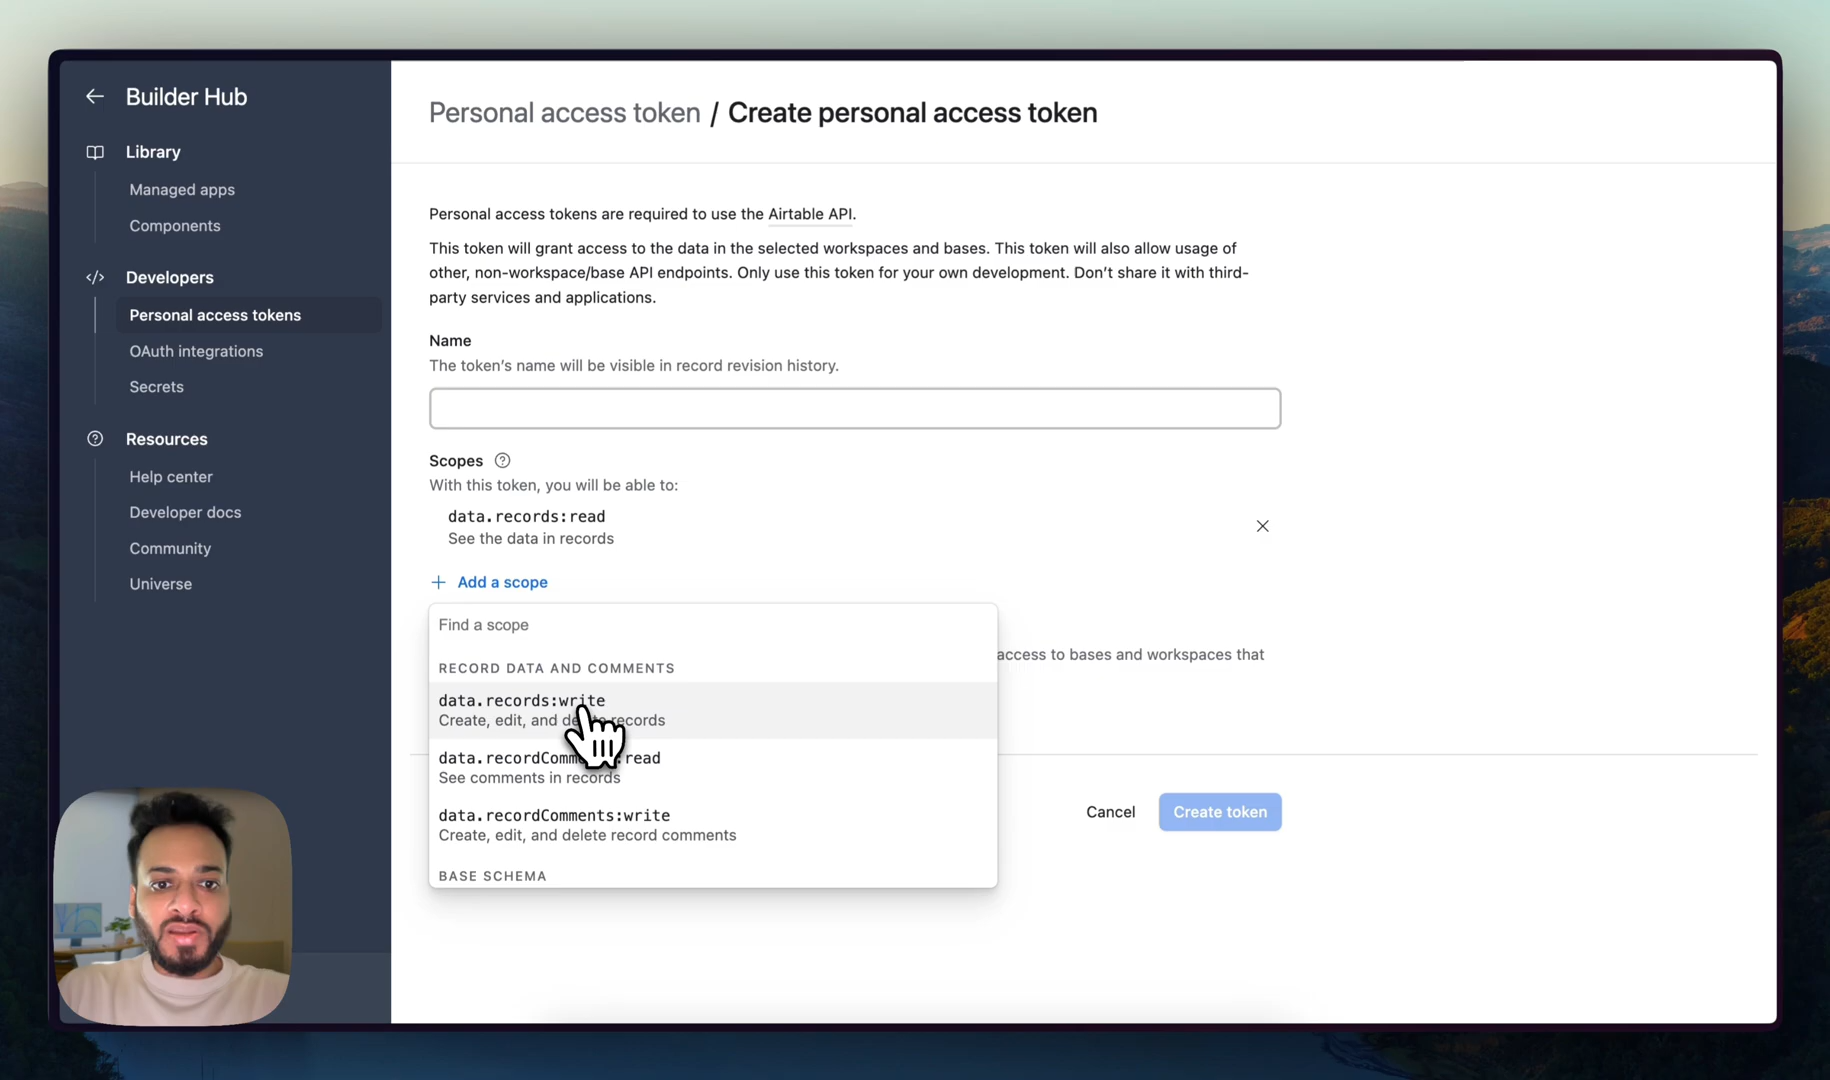 Builder Hub
Library
Managed apps
Components
Developers
Personal access tokens
OAuth integrations
Secrets
Resources
Help center
Developer docs
Community
Universe
Personal access token / Create personal access token
Personal access tokens are required to use the Airtable API.
This token will grant access to the data in the selected workspaces and bases. This token will also allow usage of
other, non-workspace/base API endpoints. Only use this token for your own development. Don't share it with third-
party services and applications.
Name
The token's name will be visible in record revision history.
Scopes
With this token, you will be able to:
data.records:read
See the data in records
+ Add a scope
Find a scope
RECORD DATA AND COMMENTS
access to bases and workspaces that
data.records:write
Create, edit, and records
read
See comments in records
data.recordComments:write
Create, edit, and delete record comments
BASE SCHEMA
Cancel
Create token